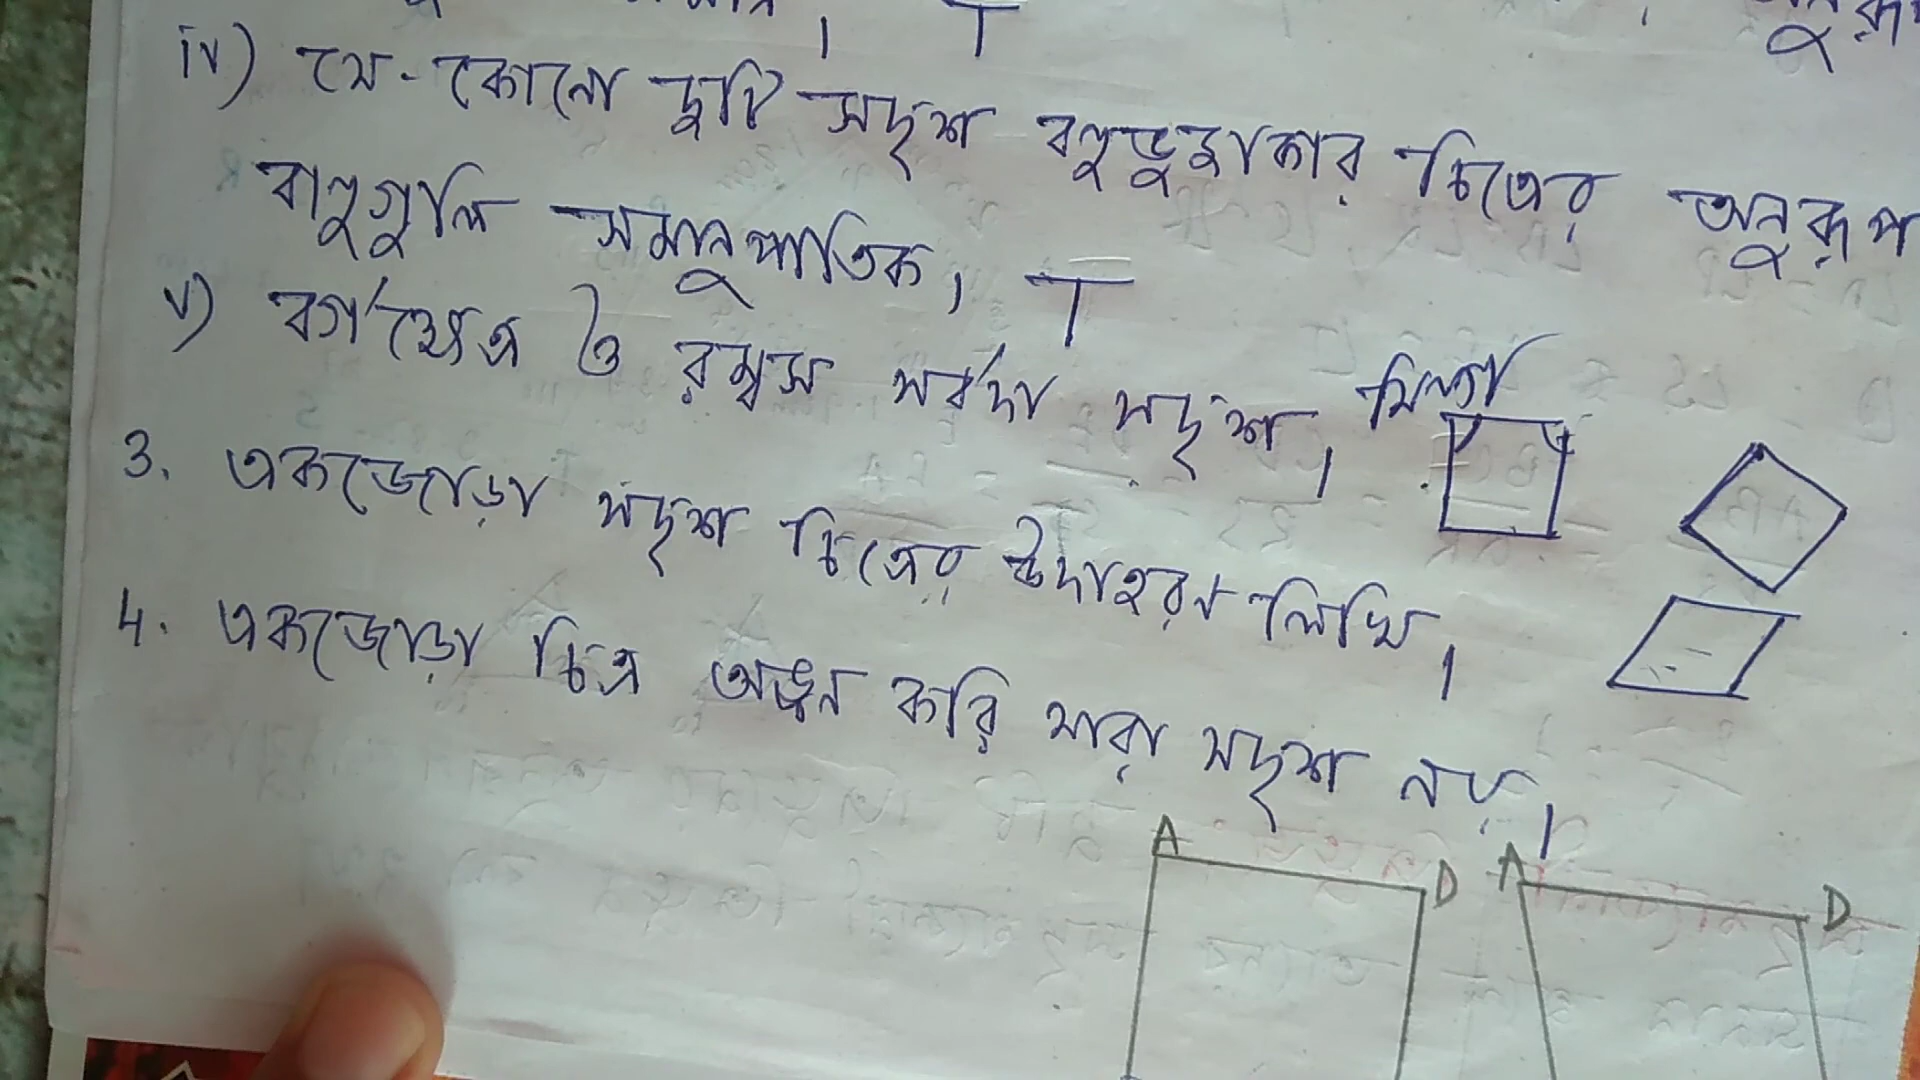 iv) যে-কোনো দুটি সদৃশ বহুভুজাকার চিত্রের অনুরূপ
বাহুগুলি সমানুপাতিক। T
v) বর্গক্ষেত্র ও রম্বস সর্বদা সদৃশ। মিথ্যা
3. একজোড়া সদৃশ চিত্রের উদাহরণ লিখি।
4. একজোড়া চিত্র অঙ্কন করি যারা সদৃশ নয়।
A D A D